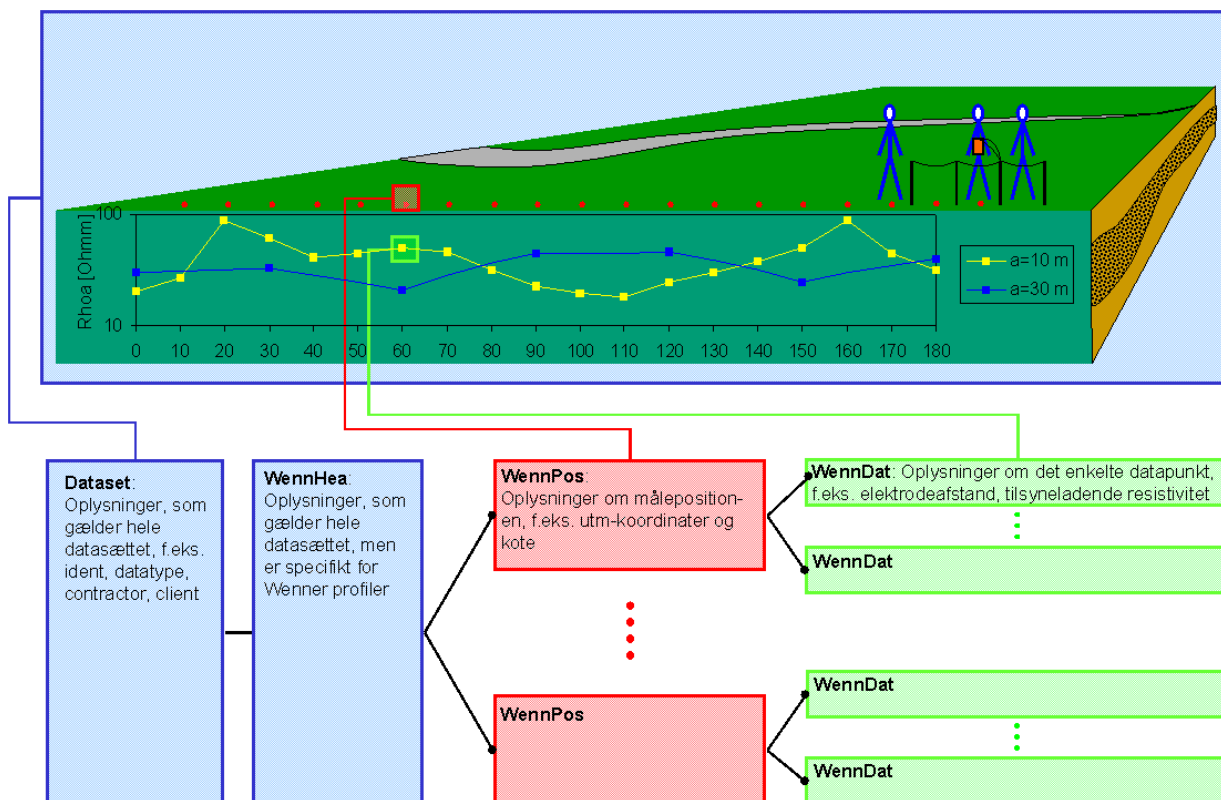 100
Rhoa [Ohmm]
10
0 10 20 30 40 50 60 70 80 90 100 110 120 130 140 150 160 170 180
a=10 m
a=30 m
Dataset:
Oplysninger, som
gælder hele
datasættet, f.eks.
ident, datatype,
contractor, client
WennHea:
Oplysninger, som
gælder hele
datasættet, men
er specifikt for
Wenner profiler
WennPos:
Oplysninger om måleposition-
en, f.eks. utm-koordinater og
kote
WennDat: Oplysninger om det enkelte datapunkt,
f.eks. elektrodeafstand, tilsyneladende resistivitet
WennDat
WennPos
WennDat
WennDat